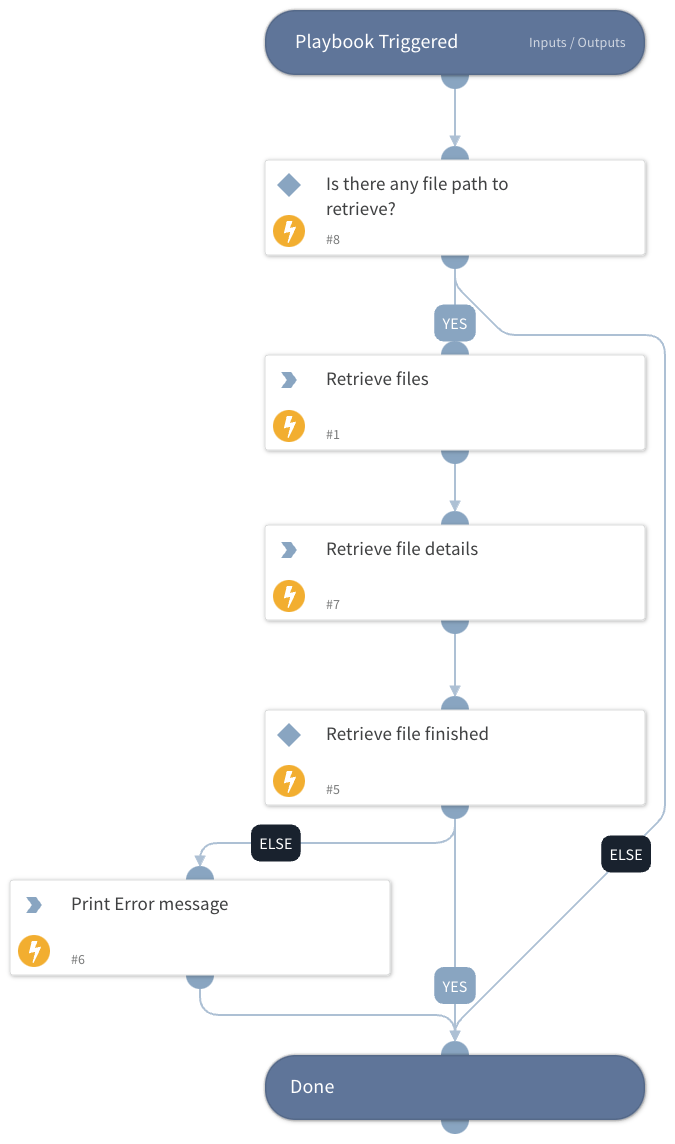 Playbook Triggered
Inputs / Outputs
Is there any file path to
retrieve?
#8
YES
Retrieve files
#1
Retrieve file details
#7
Retrieve file finished
#5
ELSE
ELSE
Print Error message
#6
YES
Done